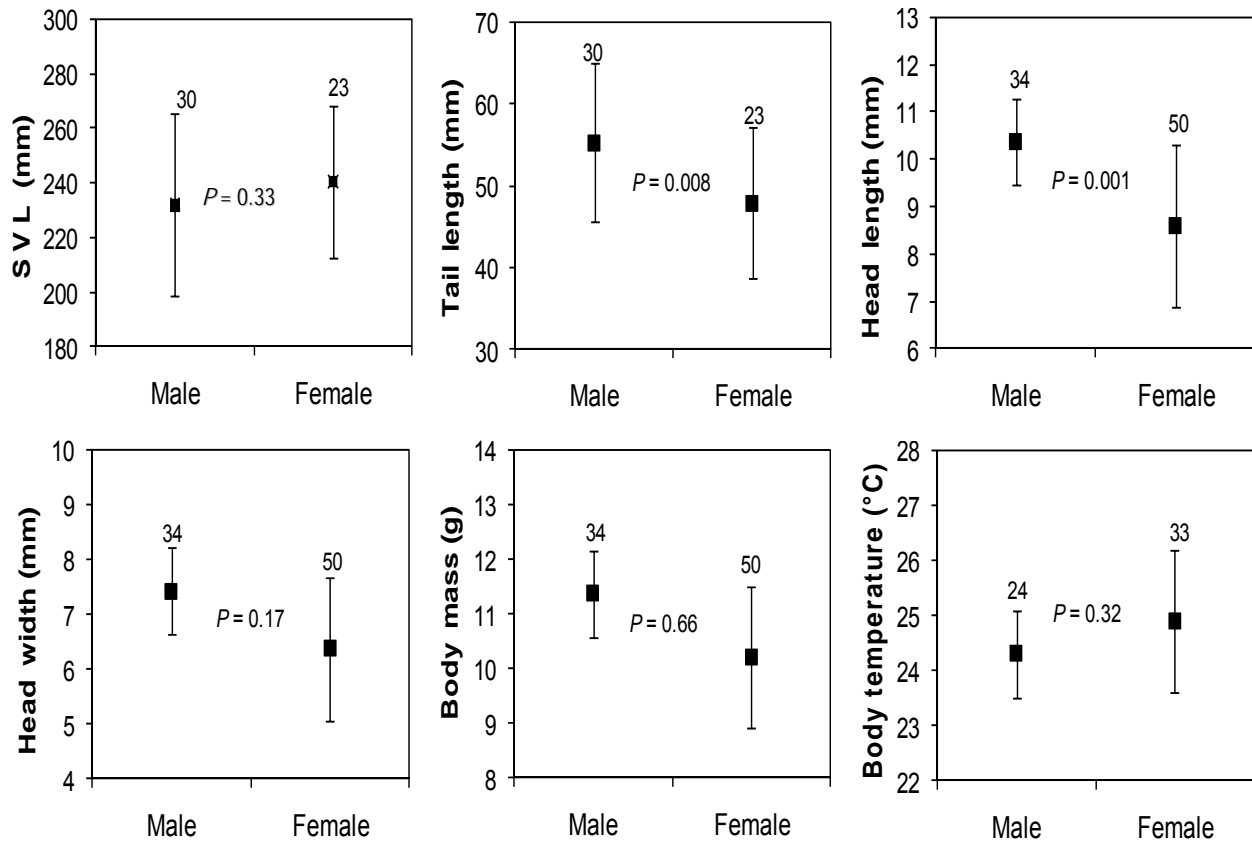 S V L (mm)
300
280
260
240
220
200
180
30
23
P = 0.33
Male
Female
Tail length (mm)
70
60
50
40
30
30
23
P = 0.008
Male
Female
Head length (mm)
13
12
11
10
9
8
7
6
34
50
P = 0.001
Male
Female
Head width (mm)
10
9
8
7
6
5
4
34
50
P = 0.17
Male
Female
Body mass (g)
14
13
12
11
10
9
8
34
50
P = 0.66
Male
Female
Body temperature (°C)
28
27
26
25
24
23
22
24
33
P = 0.32
Male
Female